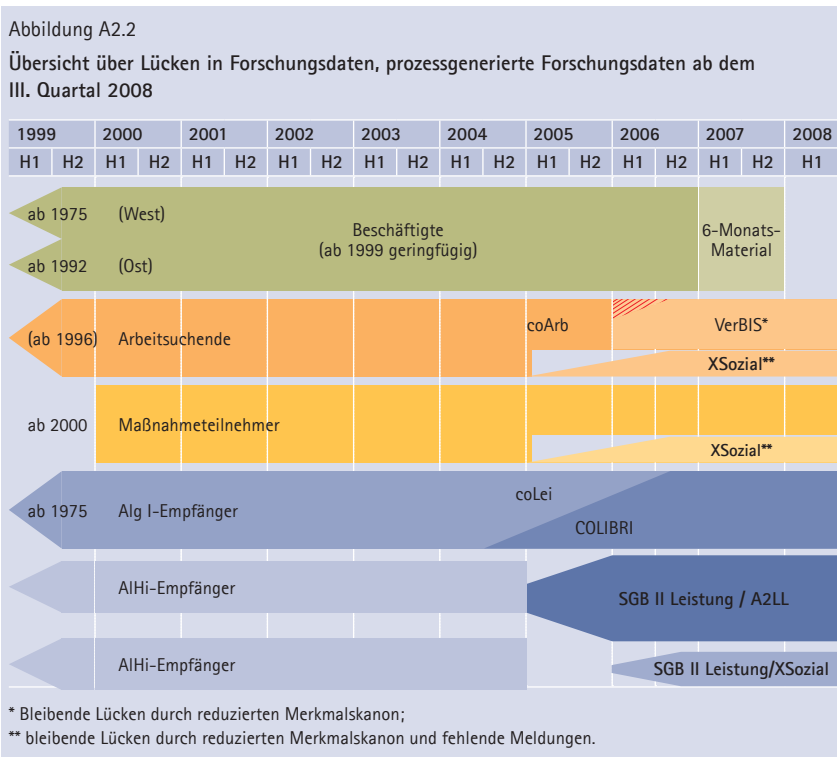 Abbildung A2.2
Übersicht über Lücken in Forschungsdaten, prozessgenerierte Forschungsdaten ab dem
III. Quartal 2008
1999 2000 2001 2002 2003 2004 2005 2006 2007 2008
H1 H2 H1 H2 H1 H2 H1 H2 H1 H2 H1 H2 H1 H2 H1 H2 H1 H2 H1
ab 1975 (West)
Beschäftigte
(ab 1999 geringfügig)
6-Monats-
Material
ab 1992 (Ost)
coArb
(ab 1996) Arbeitsuchende
VerBIS*
XSozial**
ab 2000 Maßnahmeteilnehmer
XSozial**
coLei
ab 1975 Alg I-Empfänger
COLIBRI
AlHi-Empfänger
SGB II Leistung / A2LL
AlHi-Empfänger
SGB II Leistung/XSozial
* Bleibende Lücken durch reduzierten Merkmalskanon;
** bleibende Lücken durch reduzierten Merkmalskanon und fehlende Meldungen.